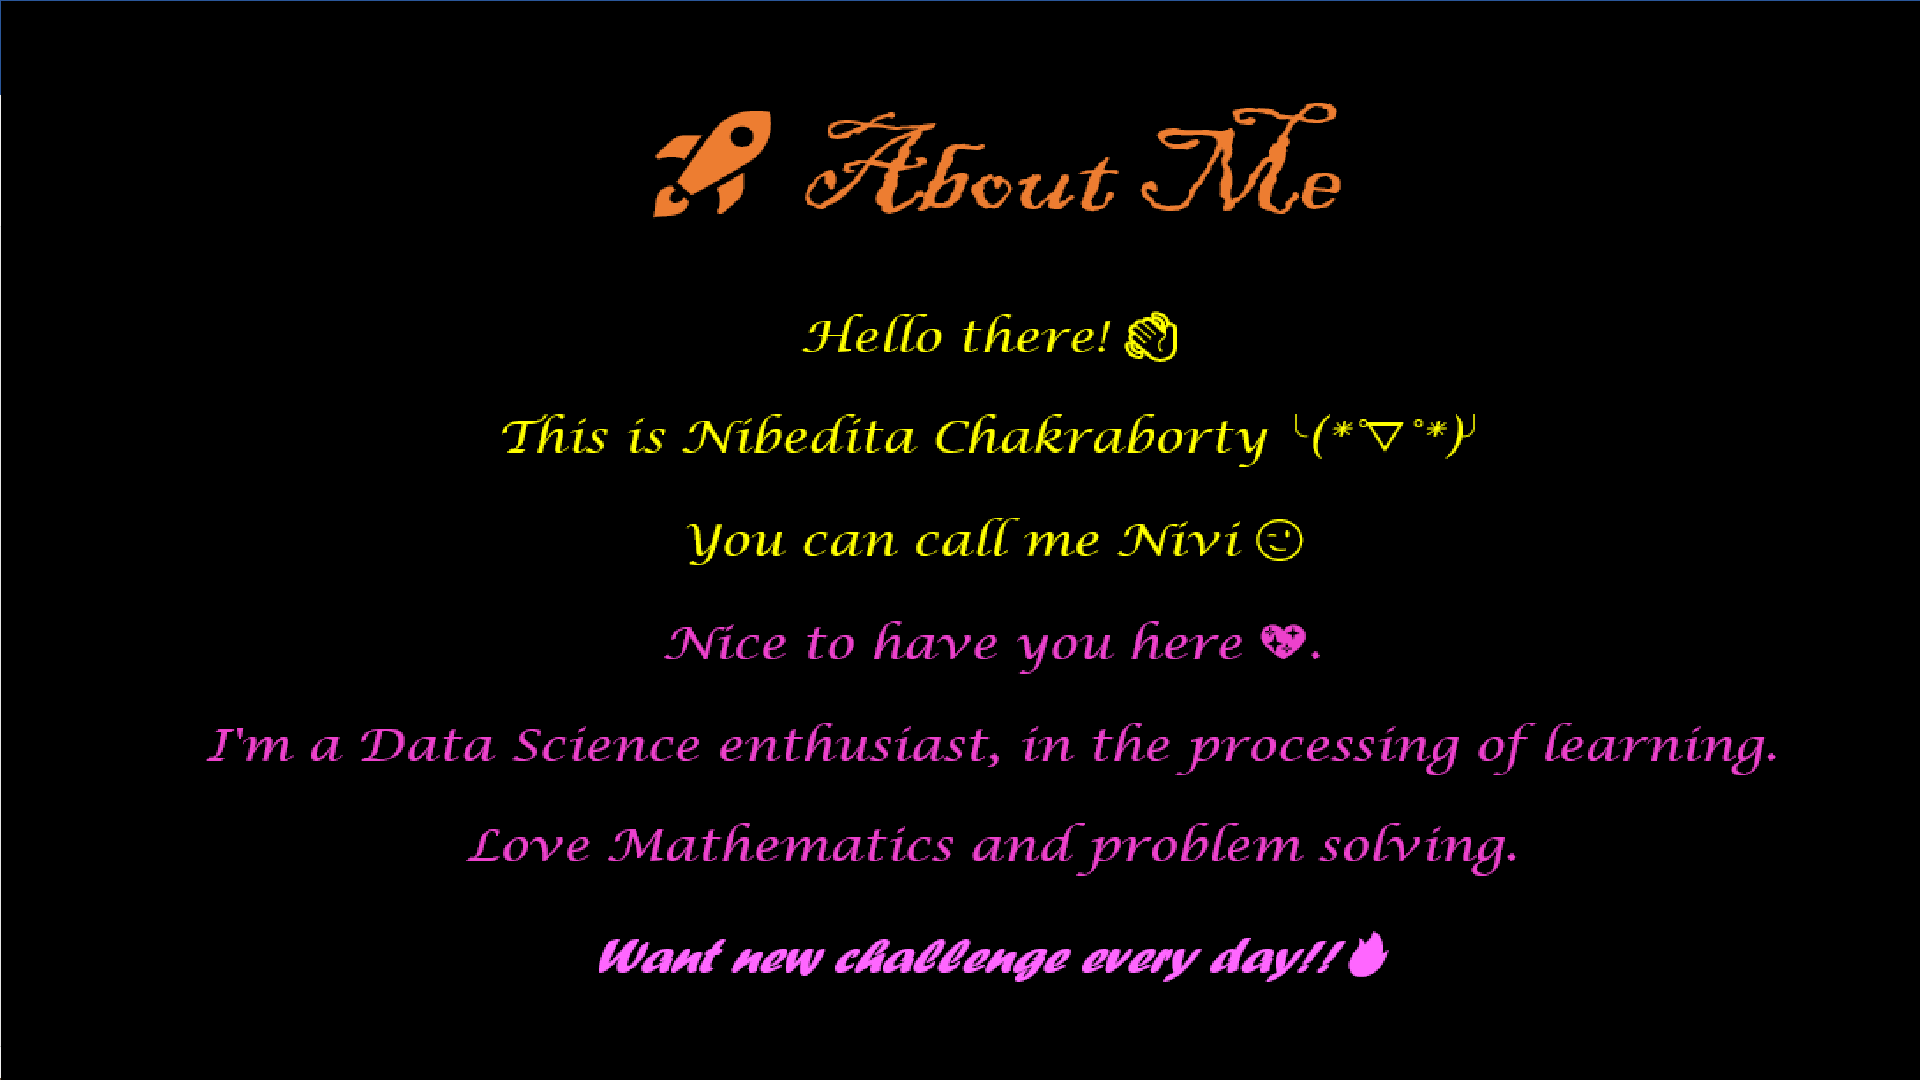 🚀 About Me
Hello there! 👋
This is Nibedita Chakraborty ╰(*°▽°*)╯
You can call me Nivi 😉
Nice to have you here 💖.
I'm a Data Science enthusiast, in the processing of learning.
Love Mathematics and problem solving.
Want new challenge every day!!🔥